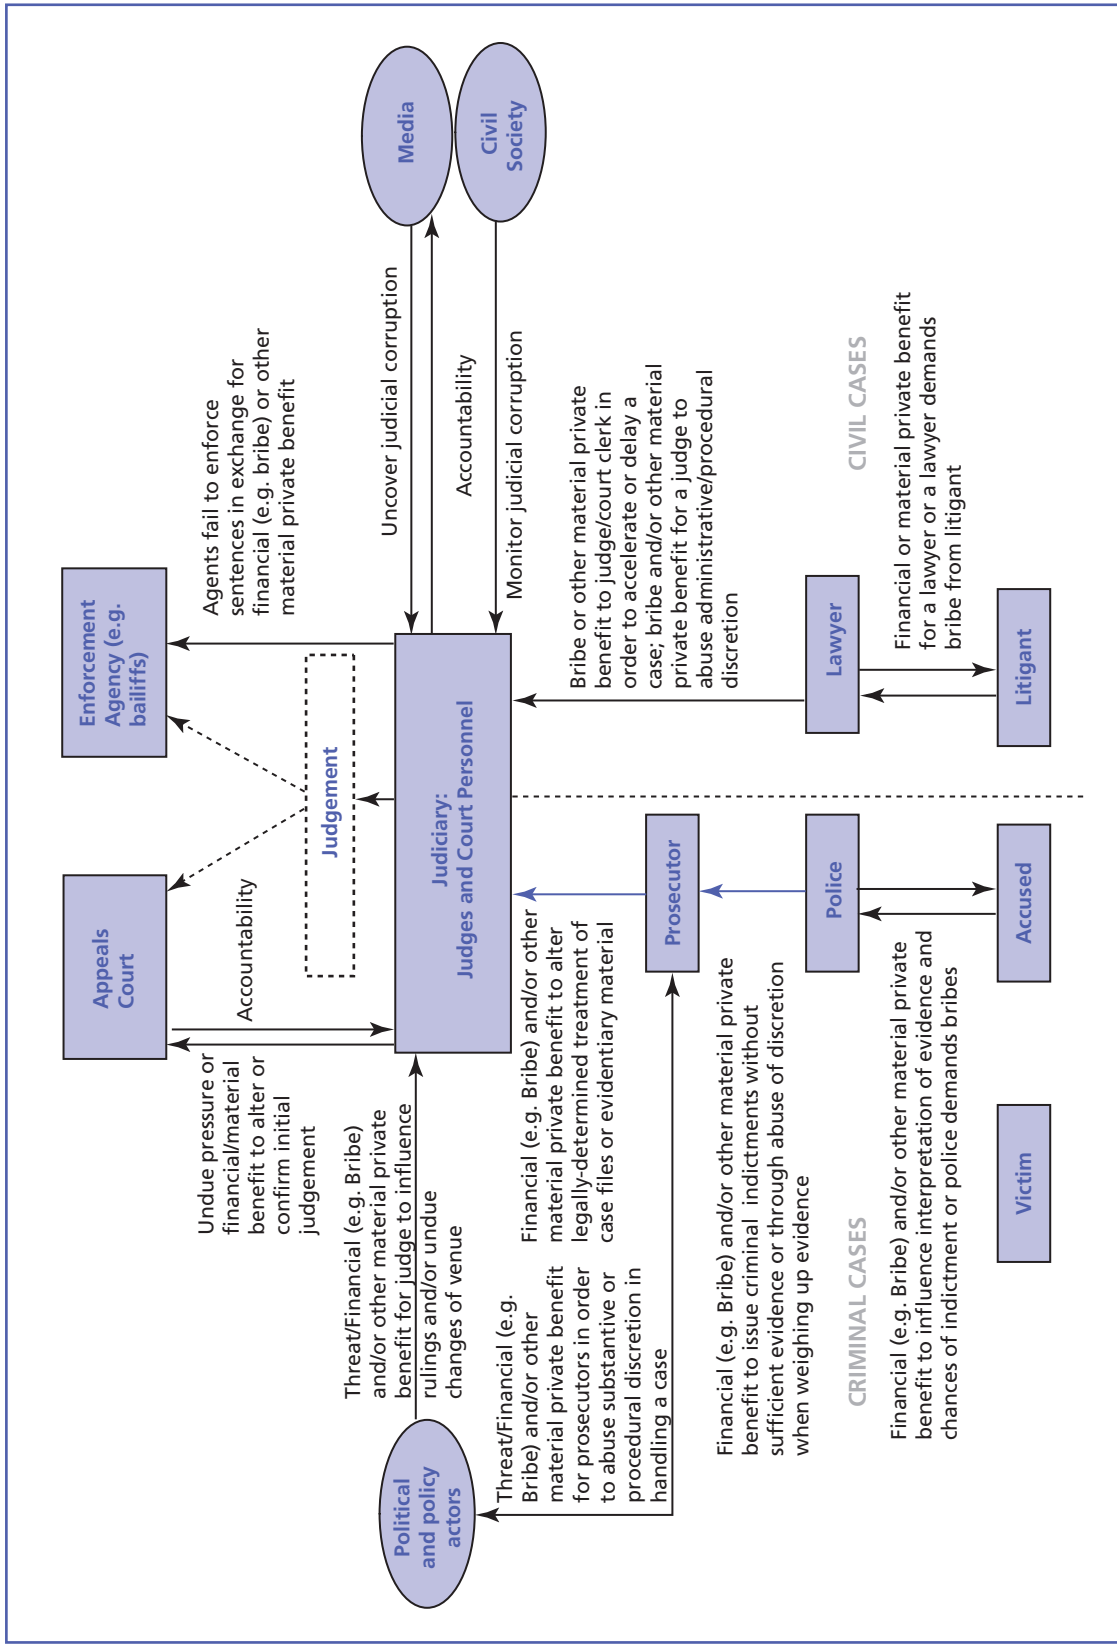 Appeals
Court
Enforcement
Agency (e.g.
bailiffs)
Undue pressure or
financial/material
benefit to alter or
confirm initial
judgement
Accountability
Agents fail to enforce
sentences in exchange for
financial (e.g. bribe) or other
material private benefit
Judgement
Threat/Financial (e.g. Bribe)
and/or other material private
benefit for judge to influence
rulings and/or undue
changes of venue
Political
and policy
actors
Judiciary:
Judges and Court Personnel
Uncover judicial corruption
Accountability
Monitor judicial corruption
Media
Civil
Society
Threat/Financial (e.g.
Bribe) and/or other
material private benefit
for prosecutors in order
to abuse substantive or
procedural discretion in
handling a case
Financial (e.g. Bribe) and/or other
material private benefit to alter
legally-determined treatment of
case files or evidentiary material
Bribe or other material private
benefit to judge/court clerk in
order to accelerate or delay a
case; bribe and/or other material
private benefit for a judge to
abuse administrative/procedural
discretion
Prosecutor
Financial (e.g. Bribe) and/or other material private
benefit to issue criminal indictments without
sufficient evidence or through abuse of discretion
when weighing up evidence
Police
Lawyer
CRIMINAL CASES
CIVIL CASES
Financial (e.g. Bribe) and/or other material private
benefit to influence interpretation of evidence and
chances of indictment or police demands bribes
Financial or material private benefit
for a lawyer or a lawyer demands
bribe from litigant
Victim
Accused
Litigant